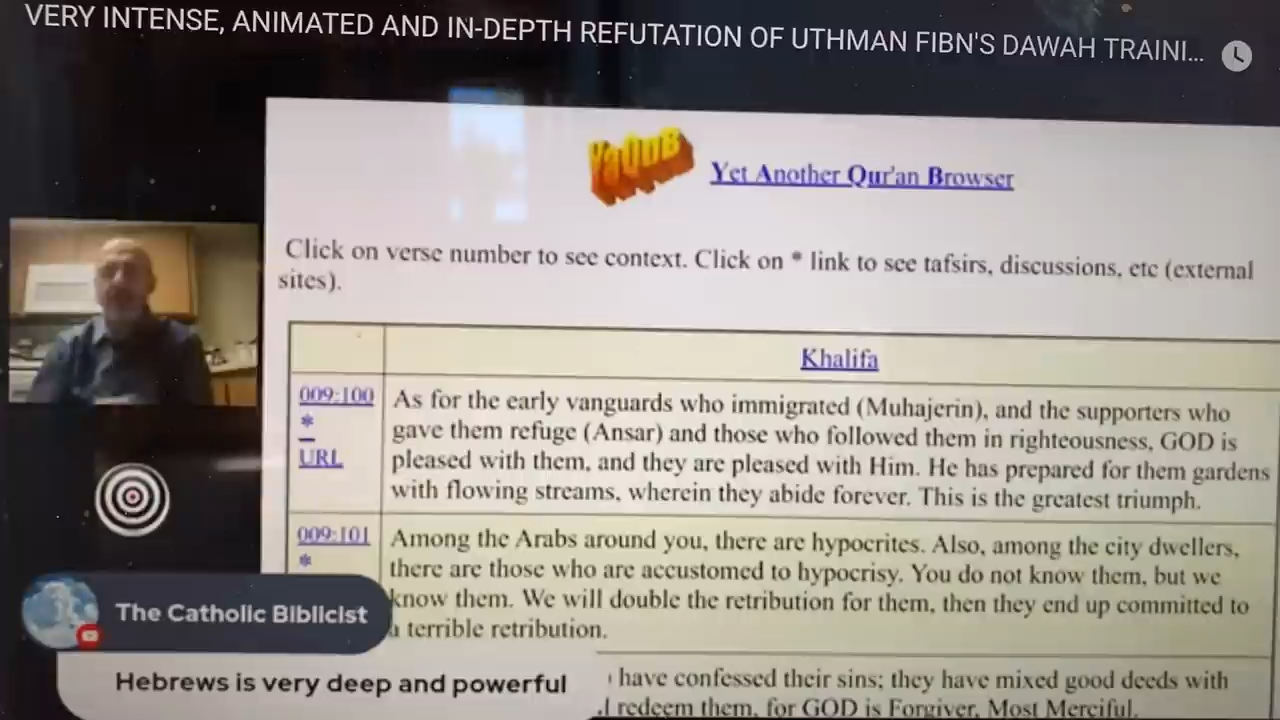 VERY INTENSE, ANIMATED AND IN-DEPTH REFUTATION OF UTHMAN FIBN'S DAWAH TRAINI...
YaQuB
Yet Another Qur'an Browser
Click on verse number to see context. Click on * link to see tafsirs, discussions, etc (external
sites).
Khalifa
009:100
*
URL
As for the early vanguards who immigrated (Muhajerin), and the supporters who
gave them refuge (Ansar) and those who followed them in righteousness, GOD is
pleased with them, and they are pleased with Him. He has prepared for them gardens
with flowing streams, wherein they abide forever. This is the greatest triumph.
009:101
*
Among the Arabs around you, there are hypocrites. Also, among the city dwellers,
there are those who are accustomed to hypocrisy. You do not know them, but we
know them. We will double the retribution for them, then they end up committed to
a terrible retribution.
have confessed their sins; they have mixed good deeds with
redeem them, for GOD is Forgiver, Most Merciful.
The Catholic Biblicist
Hebrews is very deep and powerful